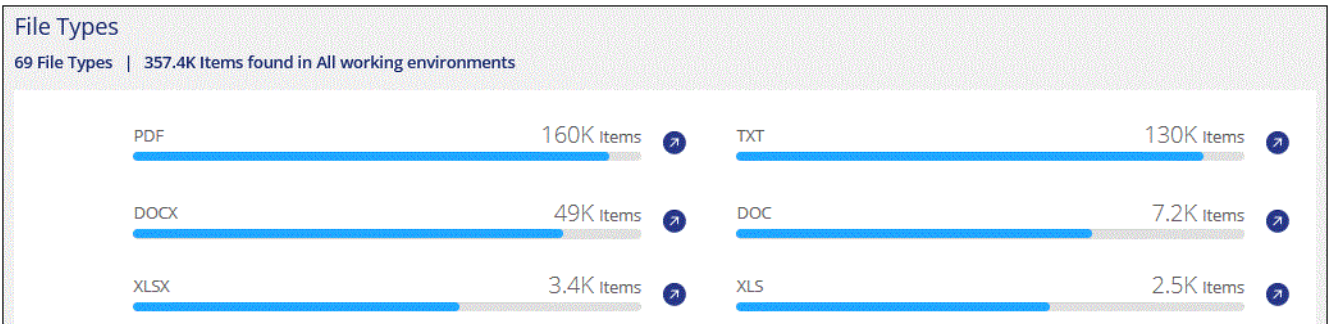 File Types
69 File Types | 357.4K Items found in All working environments
PDF 160K Items TXT 130K Items
DOCX 49K Items DOC 7.2K Items
XLSX 3.4K Items XLS 2.5K Items